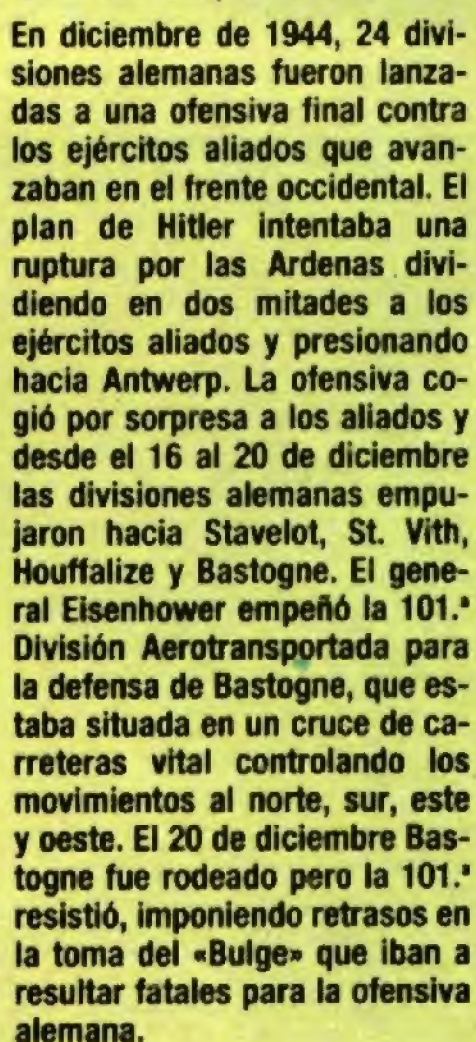 En diciembre de 1944, 24 divi-
siones alemanas fueron lanza-
das a una ofensiva final contra
los ejércitos aliados que avan-
zaban en el frente occidental. El
plan de Hitler intentaba una
ruptura por las Ardenas divi-
diendo en dos mitades a los
ejércitos aliados y presionando
hacia Antwerp. La ofensiva co-
gió por sorpresa a los aliados y
desde el 16 al 20 de diciembre
las divisiones alemanas empu-
jaron hacia Stavelot, St. Vith,
Houffalize y Bastogne. El gene-
ral Eisenhower empeñó la 101.ª
División Aerotransportada para
la defensa de Bastogne, que es-
taba situada en un cruce de ca-
rreteras vital controlando los
movimientos al norte, sur, este
y oeste. El 20 de diciembre Bas-
togne fue rodeado pero la 101.ª
resistió, imponiendo retrasos en
la toma del «Bulge» que iban a
resultar fatales para la ofensiva
alemana.